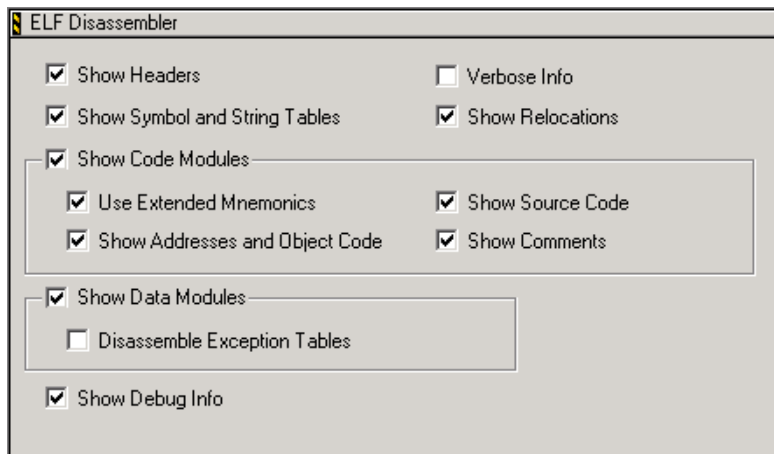 ELF Disassembler
Show Headers
Verbose Info
Show Symbol and String Tables
Show Relocations
Show Code Modules
Use Extended Mnemonics
Show Source Code
Show Addresses and Object Code
Show Comments
Show Data Modules
Disassemble Exception Tables
Show Debug Info